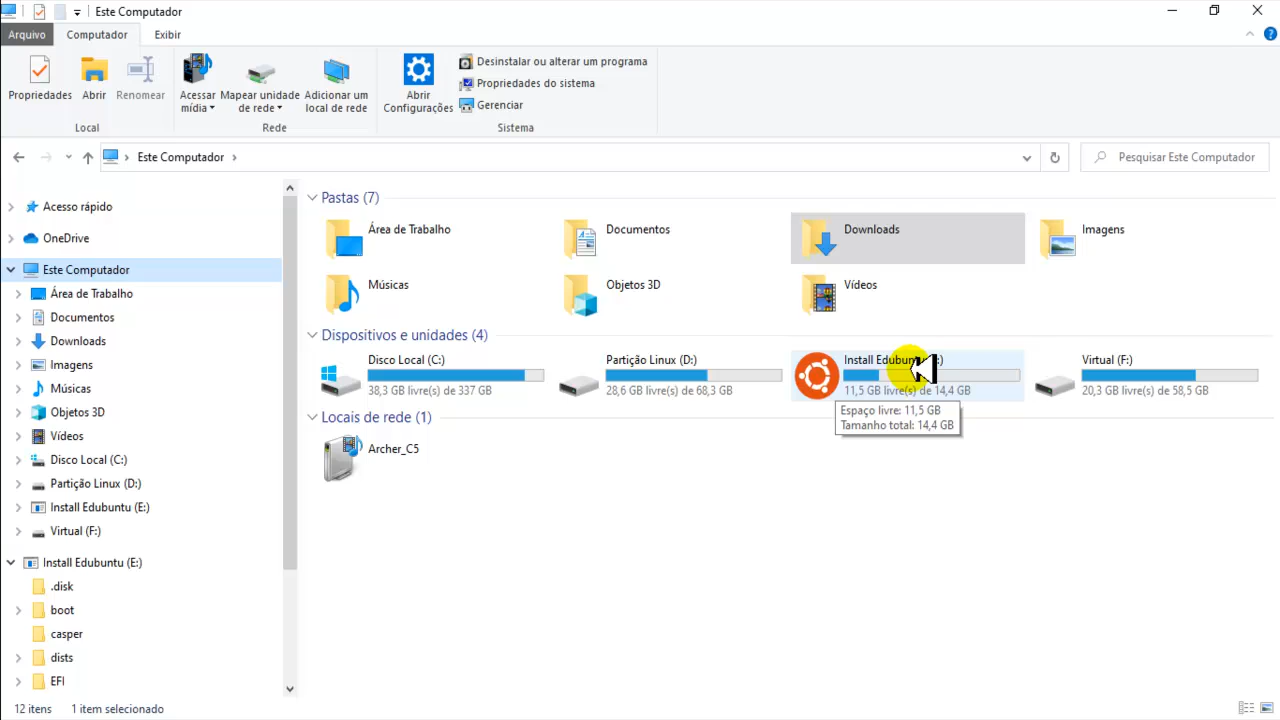 Este Computador
Arquivo
Computador
Exibir
Propriedades
Abrir
Renomear
Local
Acessar
mídia
Mapear unidade
de rede
Adicionar um
local de rede
Rede
Abrir
Configurações
Desinstalar ou alterar um programa
Propriedades do sistema
Gerenciar
Sistema
Este Computador
Pesquisar Este Computador
Acesso rápido
OneDrive
Este Computador
Área de Trabalho
Documentos
Downloads
Imagens
Músicas
Objetos 3D
Vídeos
Disco Local (C:)
Partição Linux (D:)
Install Edubuntu (E:)
Virtual (F:)
Install Edubuntu (E:)
.disk
boot
casper
dists
EFI
Pastas (7)
Área de Trabalho
Documentos
Downloads
Imagens
Músicas
Objetos 3D
Vídeos
Dispositivos e unidades (4)
Disco Local (C:)
38,3 GB livre(s) de 337 GB
Partição Linux (D:)
28,6 GB livre(s) de 68,3 GB
Install
11,5 GB livre(s) de 14,4 GB
Espaço livre: 11,5 GB
Tamanho total: 14,4 GB
Virtual (F:)
20,3 GB livre(s) de 58,5 GB
Locais de rede (1)
Archer_C5
12 itens
1 item selecionado